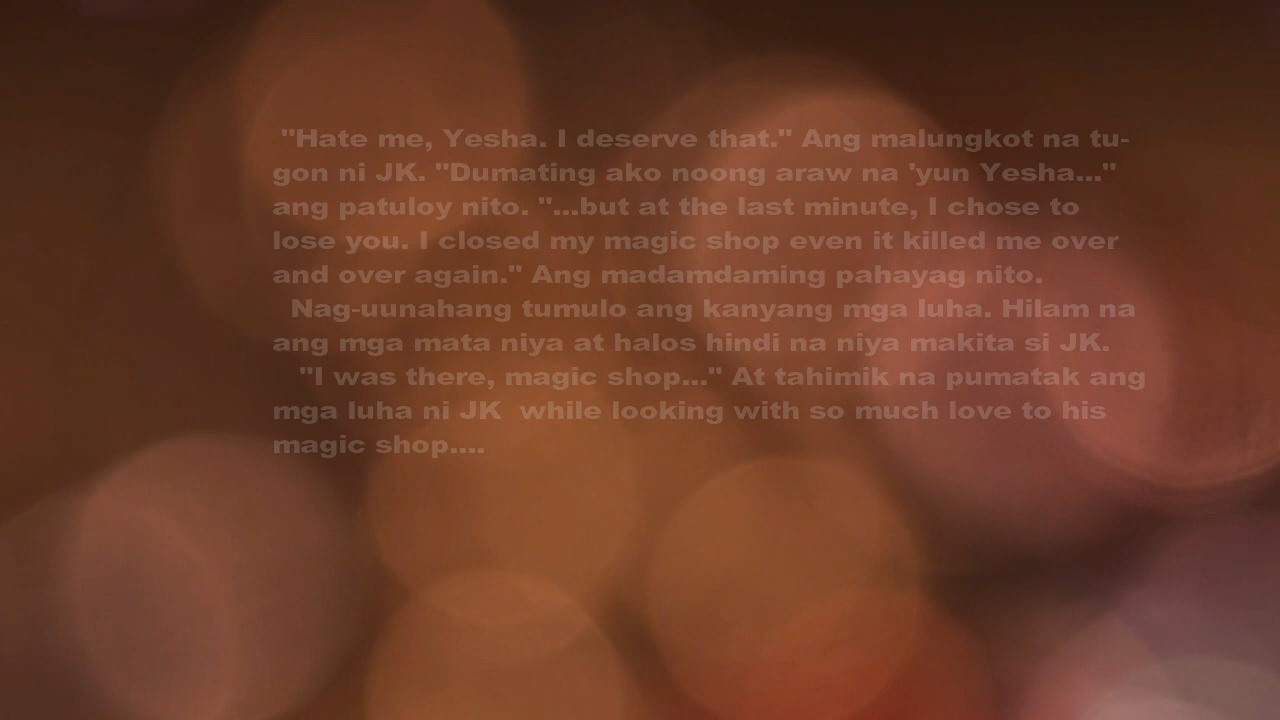 "Hate me, Yesha. I deserve that." Ang malungkot na tu-
gon ni JK. "Dumating ako noong araw na 'yun Yesha..."
ang patuloy nito. "...but at the last minute, I chose to
lose you. I closed my magic shop even it killed me over
and over again." Ang madamdaming pahayag nito.
Nag-uunahang tumulo ang kanyang mga luha. Hilam na
ang mga mata niya at halos hindi na niya makita si JK.
"I was there, magic shop..." At tahimik na pumatak ang
mga luha ni JK  while looking with so much love to his
magic shop....